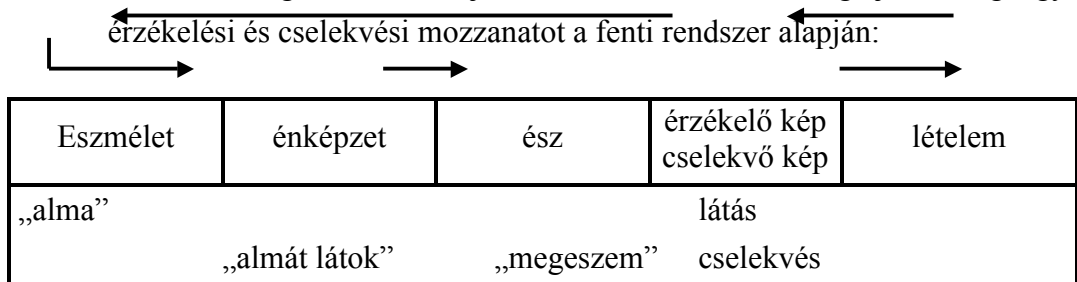 érzékelési és cselekvési mozzanatot a fenti rendszer alapján:
Eszmélet énképzet ész érzékelő kép cselekvő kép lételem
„alma” látás
„almát látok” „megeszem” cselekvés